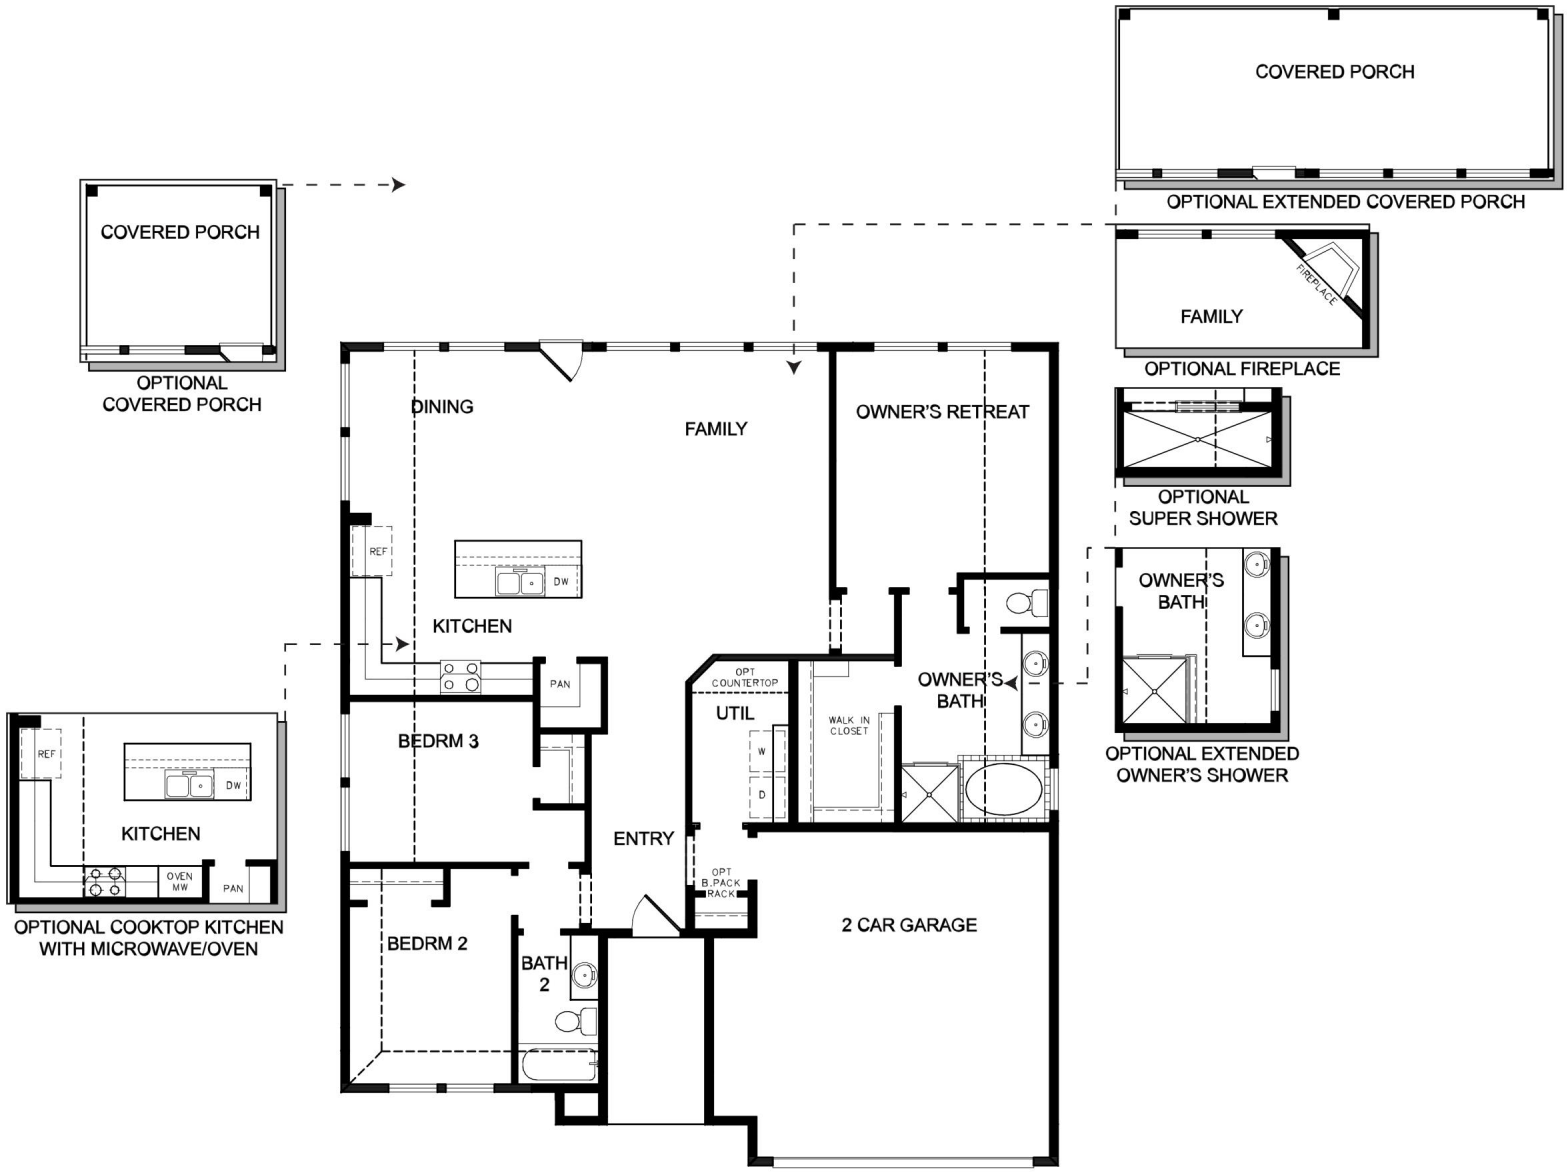 COVERED PORCH
OPTIONAL EXTENDED COVERED PORCH
COVERED PORCH
OPTIONAL
COVERED PORCH
FIREPLACE
FAMILY
OPTIONAL FIREPLACE
DINING
FAMILY
OWNER'S RETREAT
OPTIONAL
SUPER SHOWER
REF
DW
KITCHEN
OWNER'S
BATH
OPTIONAL EXTENDED
OWNER'S SHOWER
PAN
OPT
COUNTERTOP
UTIL
WALK IN
CLOSET
OWNER'S
BATH
W
D
BEDRM 3
REF
DW
KITCHEN
OVEN
MW
PAN
OPTIONAL COOKTOP KITCHEN
WITH MICROWAVE/OVEN
ENTRY
OPT
B.PACK
RACK
2 CAR GARAGE
BEDRM 2
BATH
2